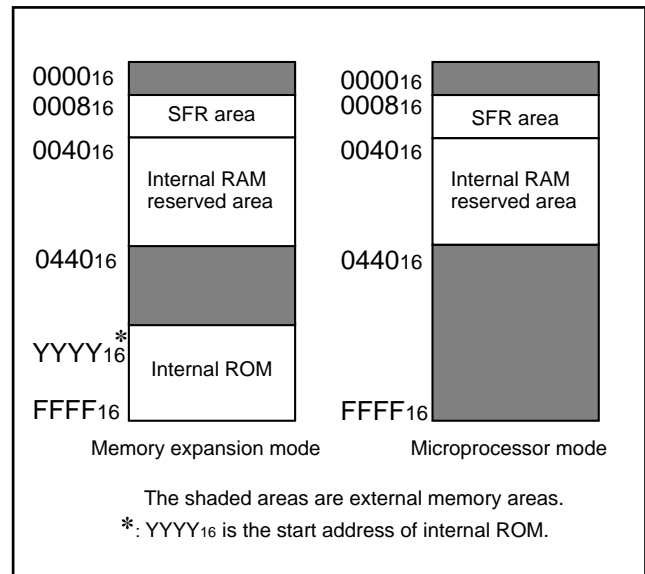 0000₁₆
0008₁₆
SFR area
0040₁₆
Internal RAM
reserved area
0440₁₆
YYYY₁₆*
Internal ROM
FFFF₁₆
Memory expansion mode
0000₁₆
0008₁₆
SFR area
0040₁₆
Internal RAM
reserved area
0440₁₆
FFFF₁₆
Microprocessor mode
The shaded areas are external memory areas.
*: YYYY₁₆ is the start address of internal ROM.